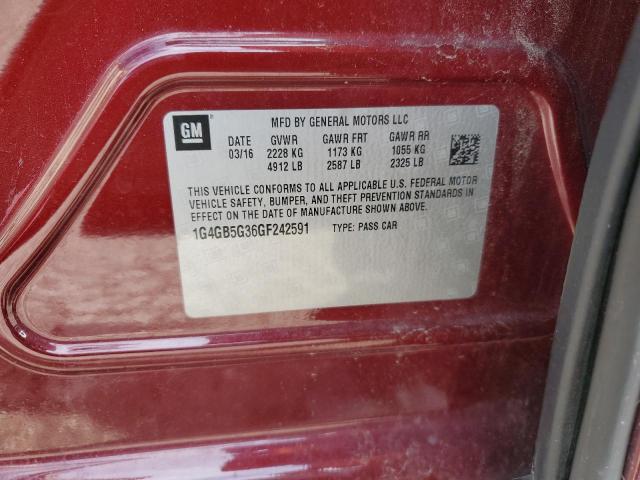 GM
MFD BY GENERAL MOTORS LLC
DATE GVWR GAWR FRT GAWR RR
03/16 2228 KG 1173 KG 1055 KG
4912 LB 2587 LB 2325 LB
THIS VEHICLE CONFORMS TO ALL APPLICABLE U.S. FEDERAL MOTOR
VEHICLE SAFETY, BUMPER, AND THEFT PREVENTION STANDARDS IN
EFFECT ON THE DATE OF MANUFACTURE SHOWN ABOVE.
1G4GB5G36GF242591 TYPE: PASS CAR